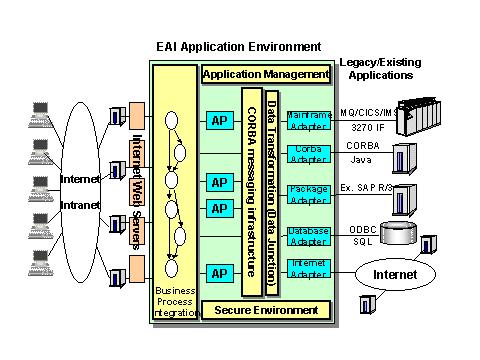 EAI Application Environment
Legacy/Existing
Applications
Application Management
Internet
Intranet
Internet Web Servers
Business
Process
Integration
AP
AP
AP
AP
CORBA messaging infrastructure
Data Transformation (Data Junction)
Mainframe
Adapter
Corba
Adapter
Package
Adapter
Database
Adapter
Internet
Adapter
MQ/CICS/IMS
3270 IF
CORBA
Java
Ex. SAP R/3
ODBC
SQL
Internet
Secure Environment